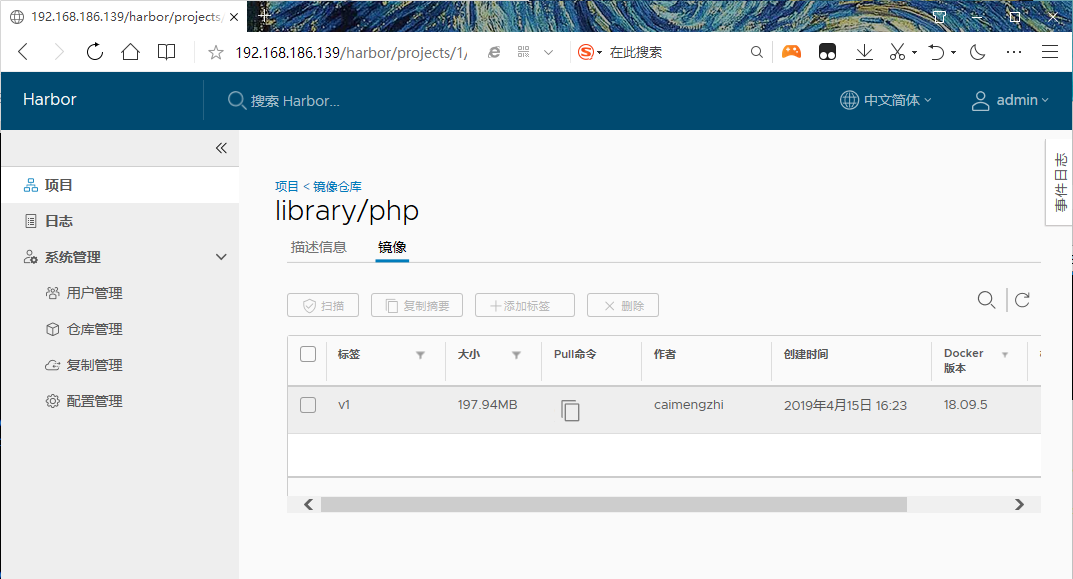 192.168.186.139/harbor/projects
192.168.186.139/harbor/projects/1/
在此搜索
Harbor
搜索 Harbor...
中文简体
admin
项目
日志
系统管理
用户管理
仓库管理
复制管理
配置管理
事件日志
项目 < 镜像仓库
library/php
描述信息
镜像
扫描
复制摘要
添加标签
删除
标签
大小
Pull命令
作者
创建时间
Docker
版本
v1
197.94MB
caimengzhi
2019年4月15日 16:23
18.09.5